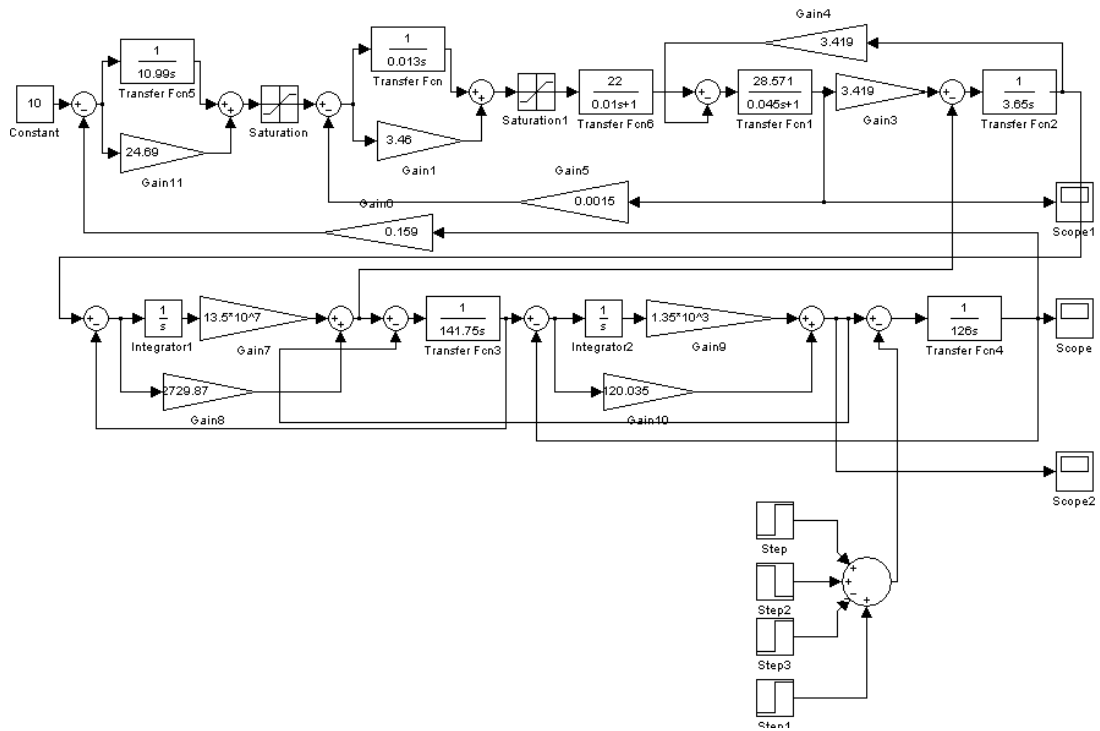 Gain4
3.419
1
10.99s
Transfer Fcn5
1
0.013s
Transfer Fcn
10
Constant
Saturation
Saturation1
22
0.01s+1
Transfer Fcn6
28.571
0.045s+1
Transfer Fcn1
3.419
Gain3
1
3.65s
Transfer Fcn2
24.69
Gain11
3.46
Gain1
Gain5
0.0015
Gain6
0.159
Scope1
1
s
Integrator1
13.5*10^7
Gain7
1
141.75s
Transfer Fcn3
1
s
Integrator2
1.35*10^3
Gain9
1
126s
Transfer Fcn4
Scope
2729.87
Gain8
120.035
Gain10
Scope2
Step
Step2
Step3
Step1